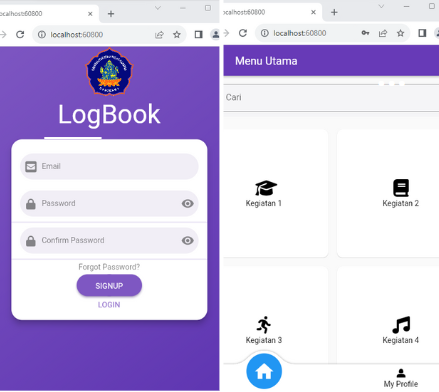 localhost:60800
localhost:60800
LogBook
Email
Password
Confirm Password
Forgot Password?
SIGNUP
LOGIN
localhost:60800
localhost:60800
Menu Utama
Cari
Kegiatan 1
Kegiatan 2
Kegiatan 3
Kegiatan 4
My Profile